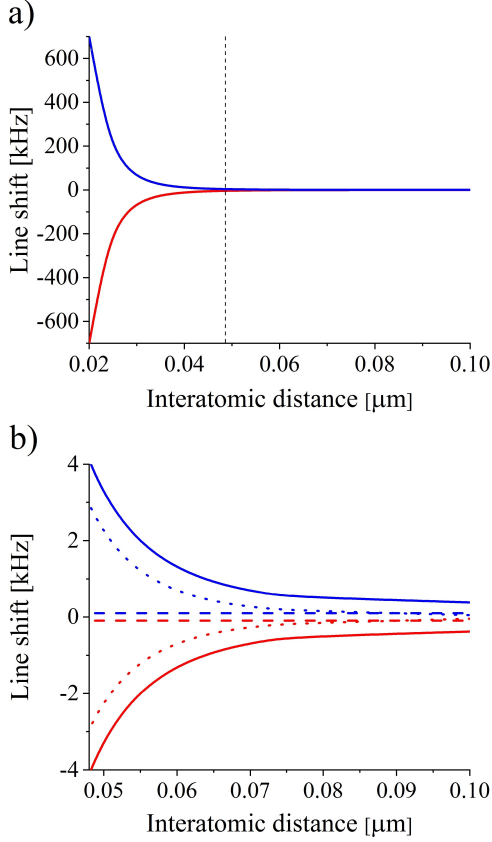 a)
Line shift [kHz]
600
400
200
0
-200
-400
-600
0.02 0.04 0.06 0.08 0.10
Interatomic distance [μm]
b)
Line shift [kHz]
4
2
0
-2
-4
0.05 0.06 0.07 0.08 0.09 0.10
Interatomic distance [μm]